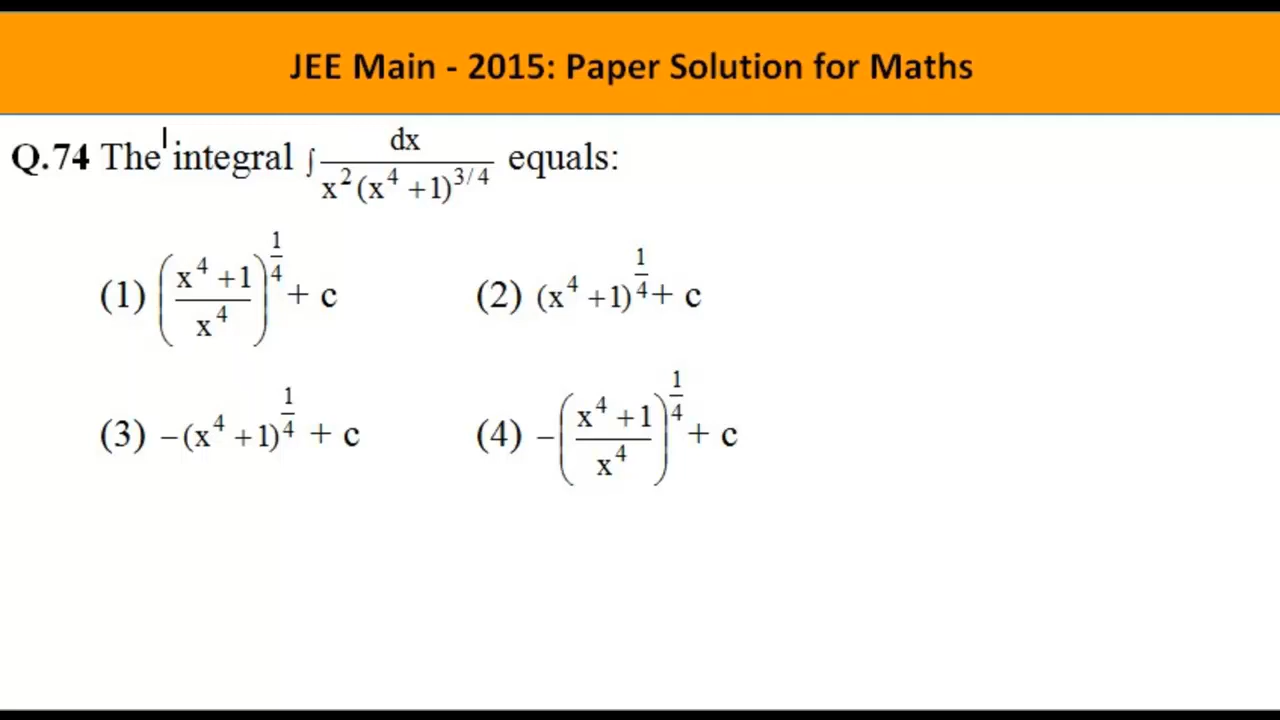 JEE Main - 2015: Paper Solution for Maths
Q.74 The integral ∫ dx / x²(x⁴ +1)^3/4 equals:
(1) (x⁴ +1 / x⁴)^1/4 + c (2) (x⁴ +1)^1/4 + c
(3) −(x⁴ +1)^1/4 + c (4) −(x⁴ +1 / x⁴)^1/4 + c